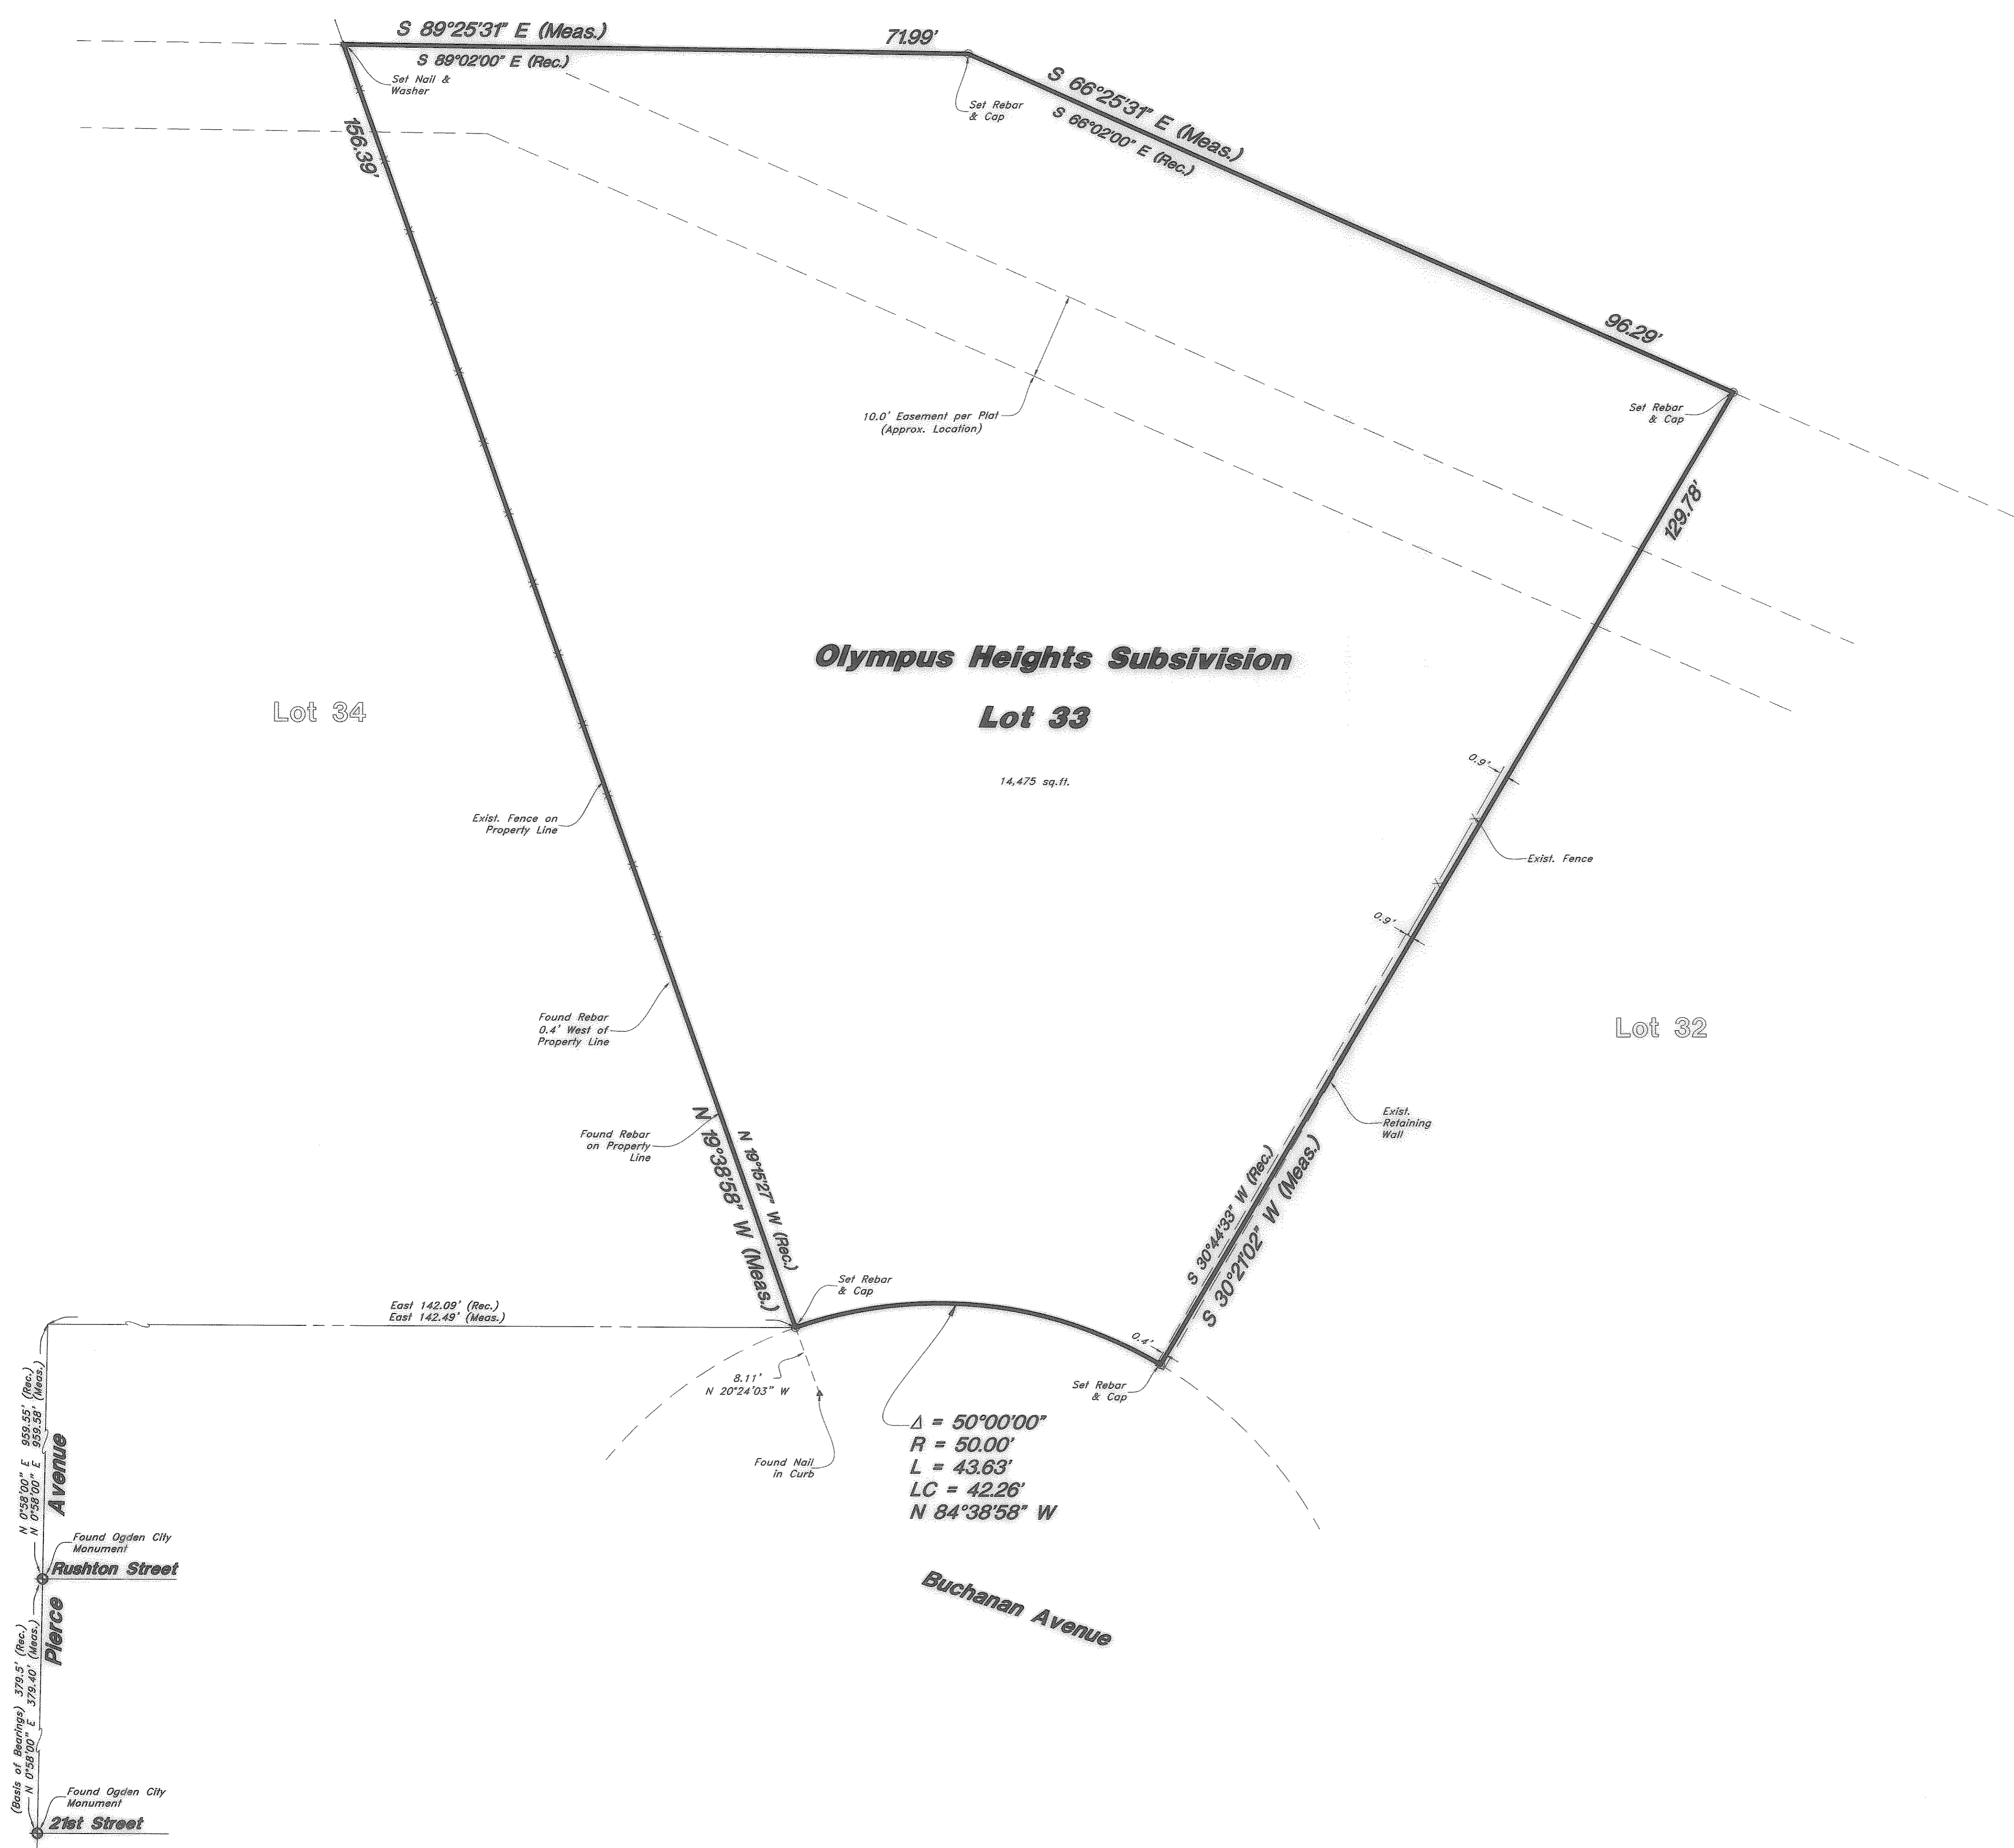 S 89°25'31" E (Meas.)
71.99'
S 89°02'00" E (Rec.)
Set Nail &
Washer
156.39'
Set Rebar
& Cap
S 66°25'31" E (Meas.)
S 66°02'00" E (Rec.)
96.29'
Set Rebar
& Cap
10.0' Easement per Plat
(Approx. Location)
129.78'
Olympus Heights Subsivision
Lot 33
14,475 sq.ft.
Lot 34
0.9'
Exist. Fence on
Property Line
Exist. Fence
0.9'
Found Rebar
0.4' West of
Property Line
Lot 32
Exist.
Retaining
Wall
Found Rebar
on Property
Line
N 19°15'27" W (Rec.)
N 19°38'58" W (Meas.)
S 30°44'33" W (Rec.)
S 30°21'02" W (Meas.)
Set Rebar
& Cap
East 142.09' (Rec.)
East 142.49' (Meas.)
0.4'
8.11'
N 20°24'03" W
Set Rebar
& Cap
Δ = 50°00'00"
R = 50.00'
L = 43.63'
LC = 42.26'
N 84°38'58" W
Found Nail
in Curb
N 0°58'00" E 959.55' (Rec.)
N 0°58'00" E 959.58' (Meas.)
Avenue
Found Ogden City
Monument
Rushton Street
Buchanan Avenue
Pierce
(Basis of Bearings) 379.5' (Rec.)
N 0°58'00" E 379.40' (Meas.)
Found Ogden City
Monument
21st Street